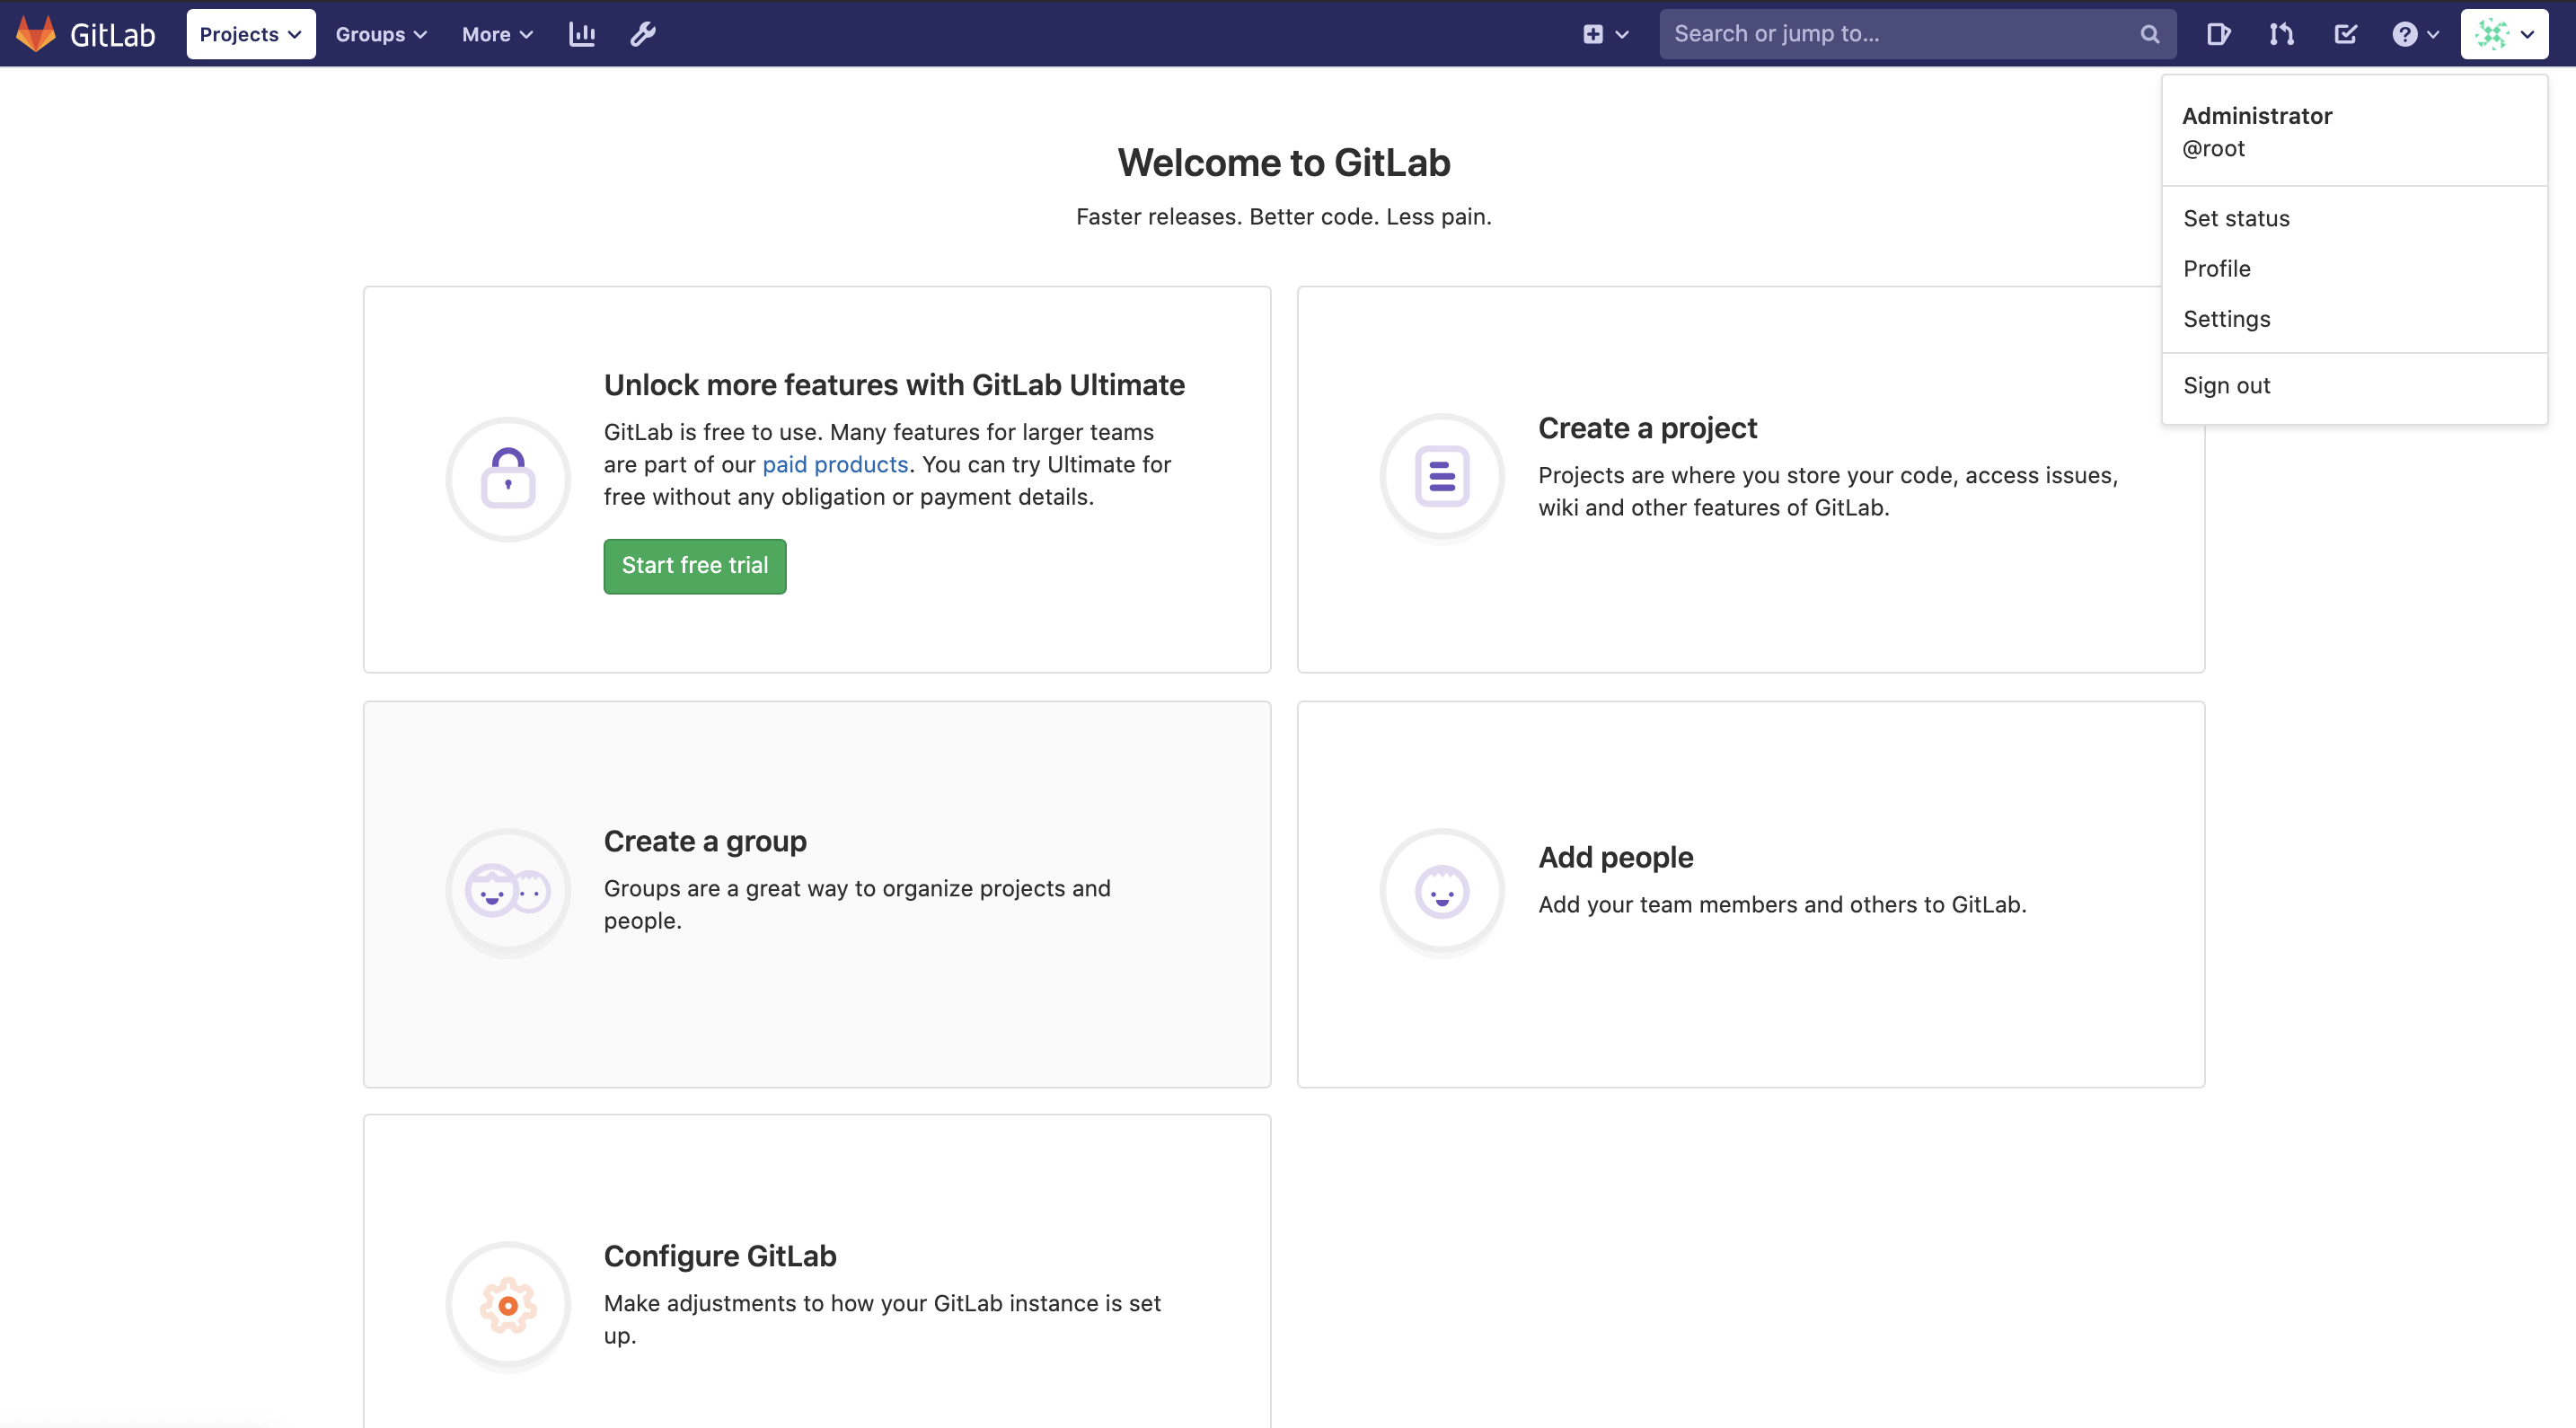 GitLab Projects Groups More Search or jump to...
Administrator
@root
Set status
Profile
Settings
Sign out
Welcome to GitLab
Faster releases. Better code. Less pain.
Unlock more features with GitLab Ultimate
GitLab is free to use. Many features for larger teams
are part of our paid products. You can try Ultimate for
free without any obligation or payment details.
Start free trial
Create a project
Projects are where you store your code, access issues,
wiki and other features of GitLab.
Create a group
Groups are a great way to organize projects and
people.
Add people
Add your team members and others to GitLab.
Configure GitLab
Make adjustments to how your GitLab instance is set
up.